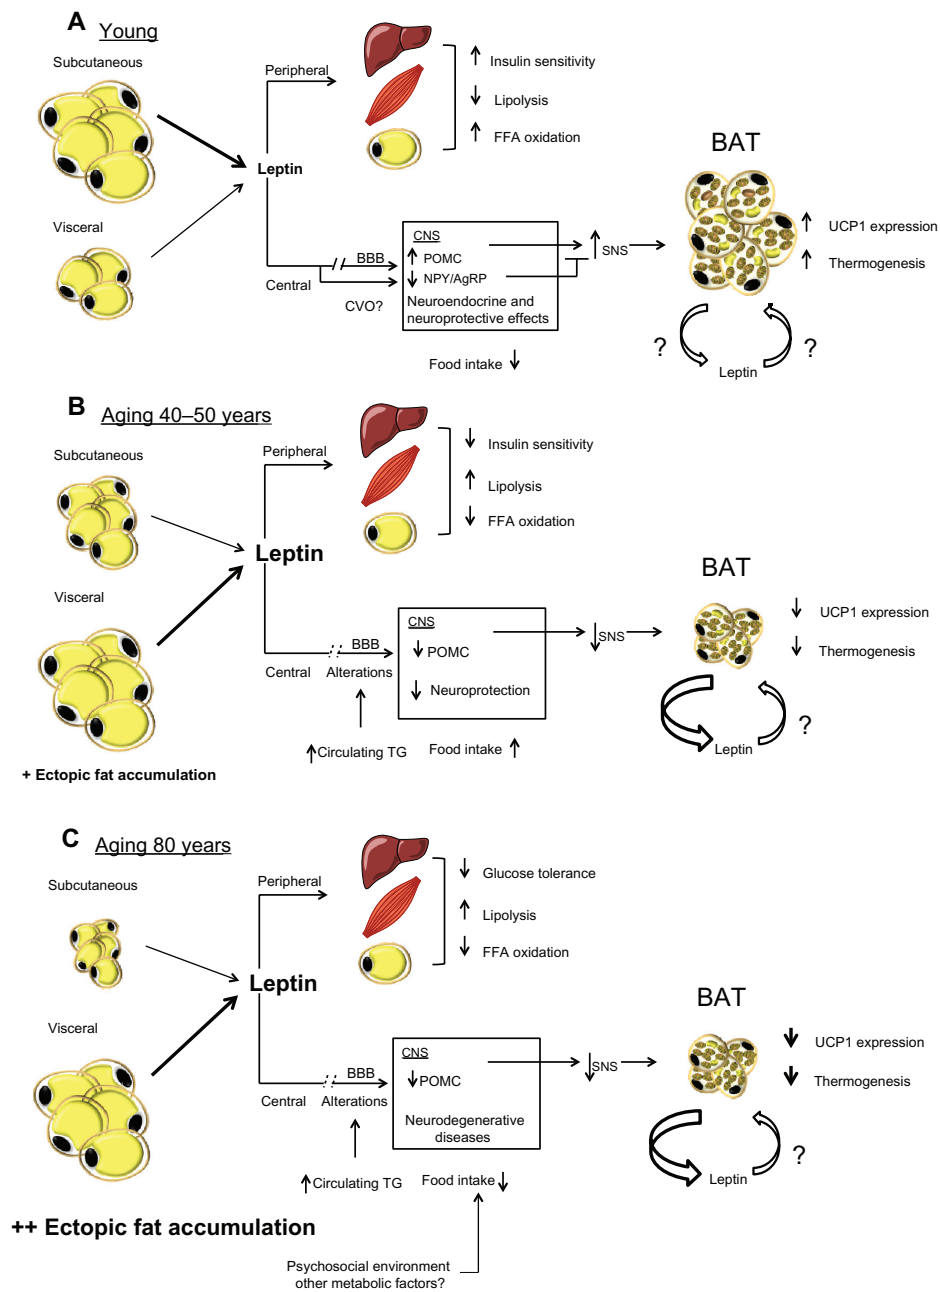 A Young
Subcutaneous
Visceral
Leptin
Peripheral
↑ Insulin sensitivity
↓ Lipolysis
↑ FFA oxidation
Central
BBB
CVO?
CNS
↑ POMC
↓ NPY/AgRP
Neuroendocrine and
neuroprotective effects
Food intake ↓
↑ SNS
BAT
↑ UCP1 expression
↑ Thermogenesis
?
Leptin
?
B Aging 40–50 years
Subcutaneous
Visceral
+ Ectopic fat accumulation
Leptin
Peripheral
↓ Insulin sensitivity
↑ Lipolysis
↓ FFA oxidation
Central
BBB
Alterations
↑ Circulating TG
CNS
↓ POMC
↓ Neuroprotection
Food intake ↑
↓ SNS
BAT
↓ UCP1 expression
↓ Thermogenesis
Leptin
?
C Aging 80 years
Subcutaneous
Visceral
++ Ectopic fat accumulation
Leptin
Peripheral
↓ Glucose tolerance
↑ Lipolysis
↓ FFA oxidation
Central
BBB
Alterations
↑ Circulating TG
CNS
↓ POMC
Neurodegenerative
diseases
Food intake ↓
Psychosocial environment
other metabolic factors?
↓ SNS
BAT
↓ UCP1 expression
↓ Thermogenesis
Leptin
?